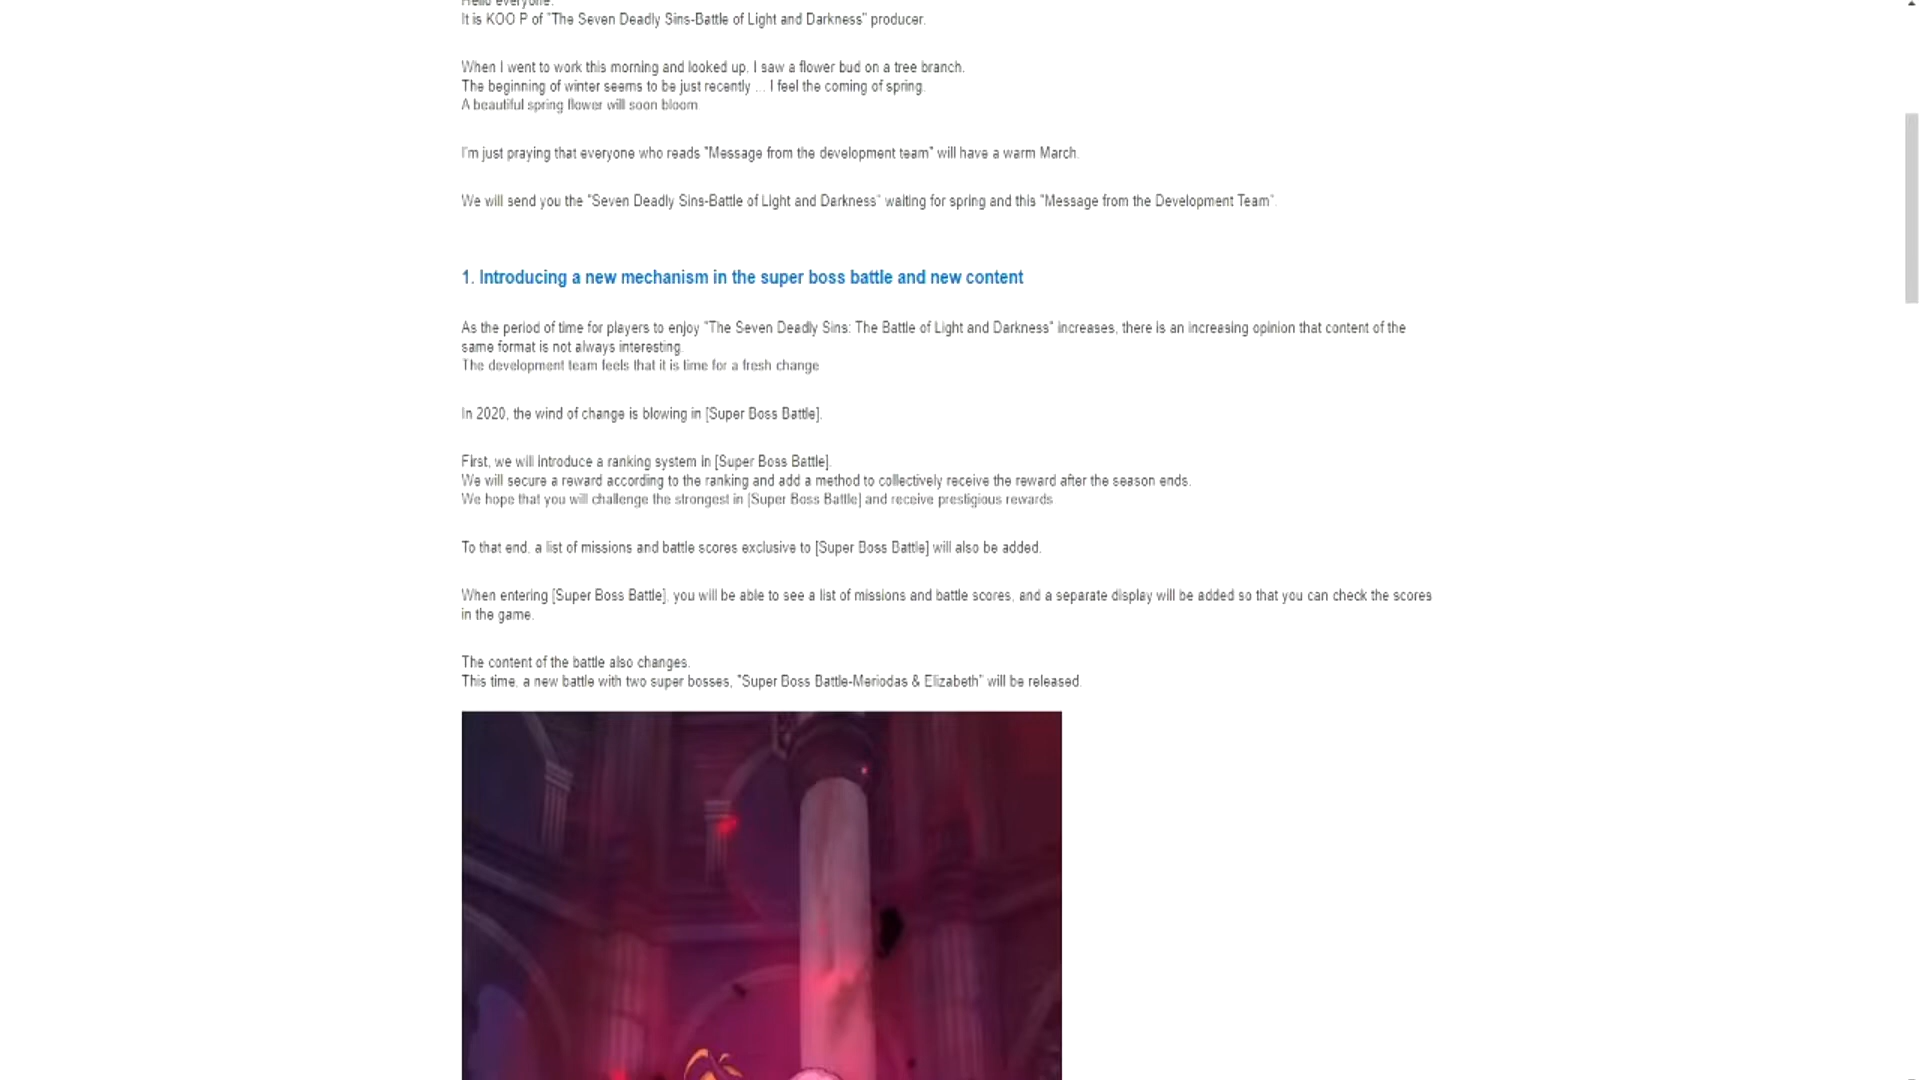 Hello everyone.
It is KOO P of "The Seven Deadly Sins-Battle of Light and Darkness" producer.
When I went to work this morning and looked up, I saw a flower bud on a tree branch.
The beginning of winter seems to be just recently ... I feel the coming of spring.
A beautiful spring flower will soon bloom
I'm just praying that everyone who reads "Message from the development team" will have a warm March.
We will send you the "Seven Deadly Sins-Battle of Light and Darkness" waiting for spring and this "Message from the Development Team".
1. Introducing a new mechanism in the super boss battle and new content
As the period of time for players to enjoy "The Seven Deadly Sins: The Battle of Light and Darkness" increases, there is an increasing opinion that content of the
same format is not always interesting.
The development team feels that it is time for a fresh change
In 2020, the wind of change is blowing in [Super Boss Battle].
First, we will introduce a ranking system in [Super Boss Battle].
We will secure a reward according to the ranking and add a method to collectively receive the reward after the season ends.
We hope that you will challenge the strongest in [Super Boss Battle] and receive prestigious rewards
To that end, a list of missions and battle scores exclusive to [Super Boss Battle] will also be added.
When entering [Super Boss Battle], you will be able to see a list of missions and battle scores, and a separate display will be added so that you can check the scores
in the game.
The content of the battle also changes.
This time, a new battle with two super bosses, "Super Boss Battle-Meriodas & Elizabeth" will be released.